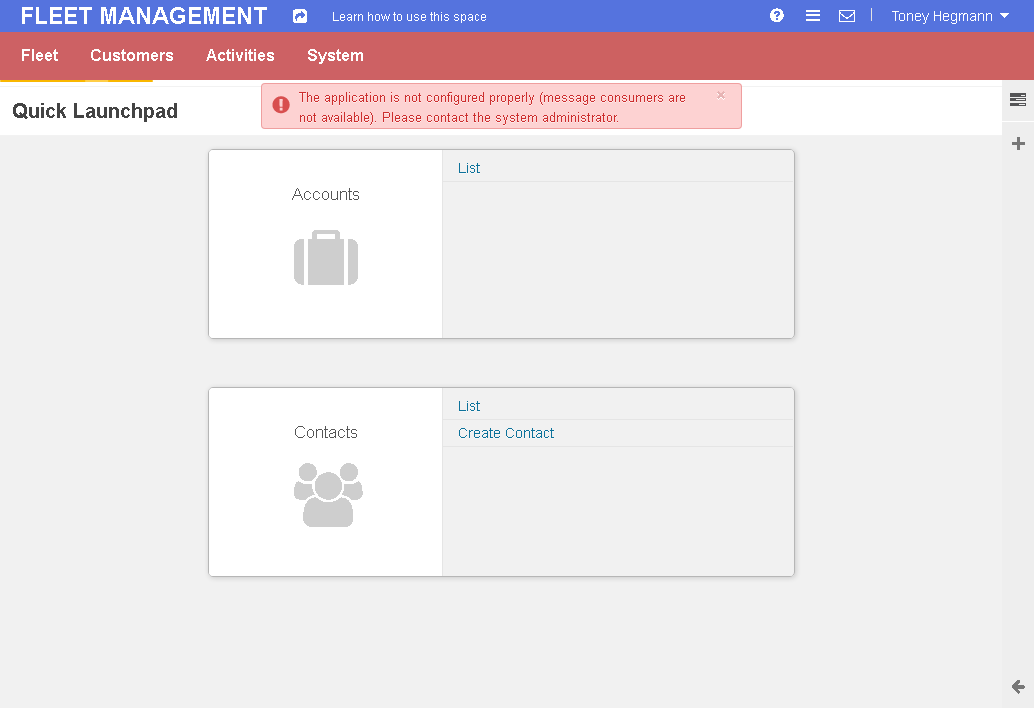 FLEET MANAGEMENT
Learn how to use this space
Toney Hegmann
Fleet
Customers
Activities
System
The application is not configured properly (message consumers are
not available). Please contact the system administrator.
×
Quick Launchpad
Accounts
List
Contacts
List
Create Contact